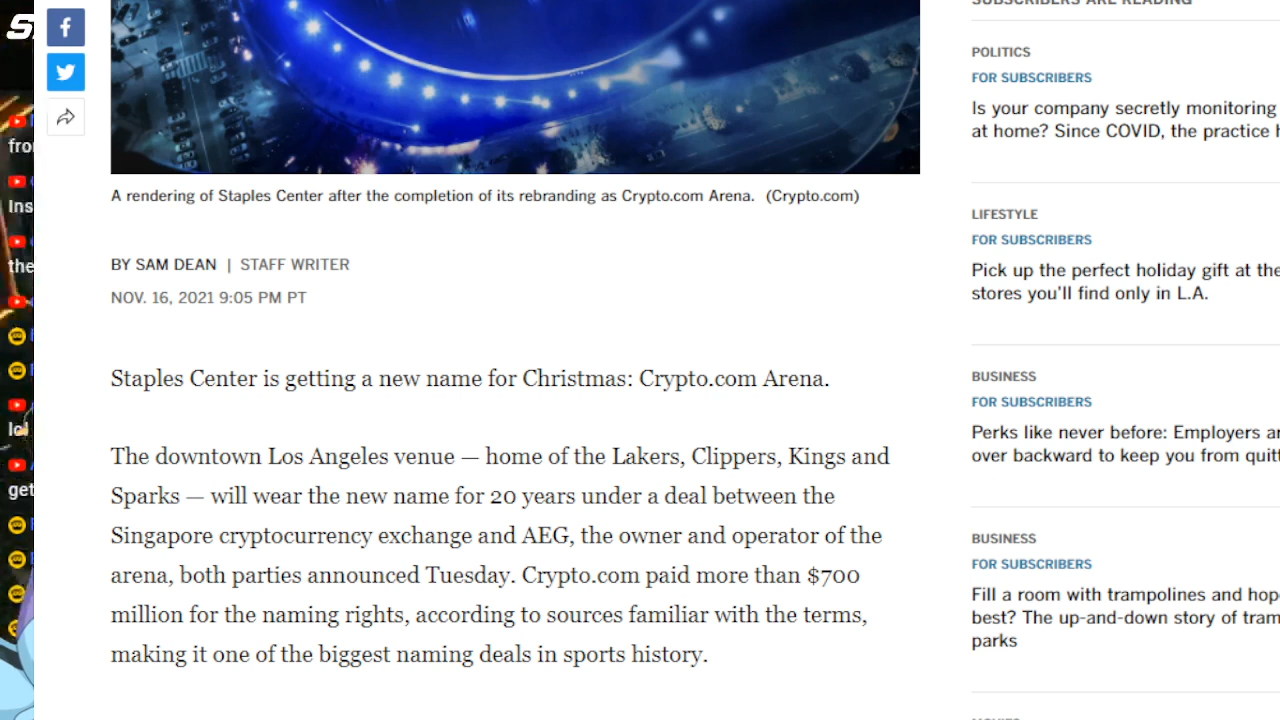 A rendering of Staples Center after the completion of its rebranding as Crypto.com Arena. (Crypto.com)
BY SAM DEAN | STAFF WRITER
NOV. 16, 2021 9:05 PM PT
Staples Center is getting a new name for Christmas: Crypto.com Arena.
The downtown Los Angeles venue — home of the Lakers, Clippers, Kings and
Sparks — will wear the new name for 20 years under a deal between the
Singapore cryptocurrency exchange and AEG, the owner and operator of the
arena, both parties announced Tuesday. Crypto.com paid more than $700
million for the naming rights, according to sources familiar with the terms,
making it one of the biggest naming deals in sports history.
SUBSCRIBERS ARE READING
POLITICS
FOR SUBSCRIBERS
Is your company secretly monitoring
at home? Since COVID, the practice
LIFESTYLE
FOR SUBSCRIBERS
Pick up the perfect holiday gift at the
stores you'll find only in L.A.
BUSINESS
FOR SUBSCRIBERS
Perks like never before: Employers
over backward to keep you from
BUSINESS
FOR SUBSCRIBERS
Fill a room with trampolines and
best? The up-and-down story of
parks
the
lol
get